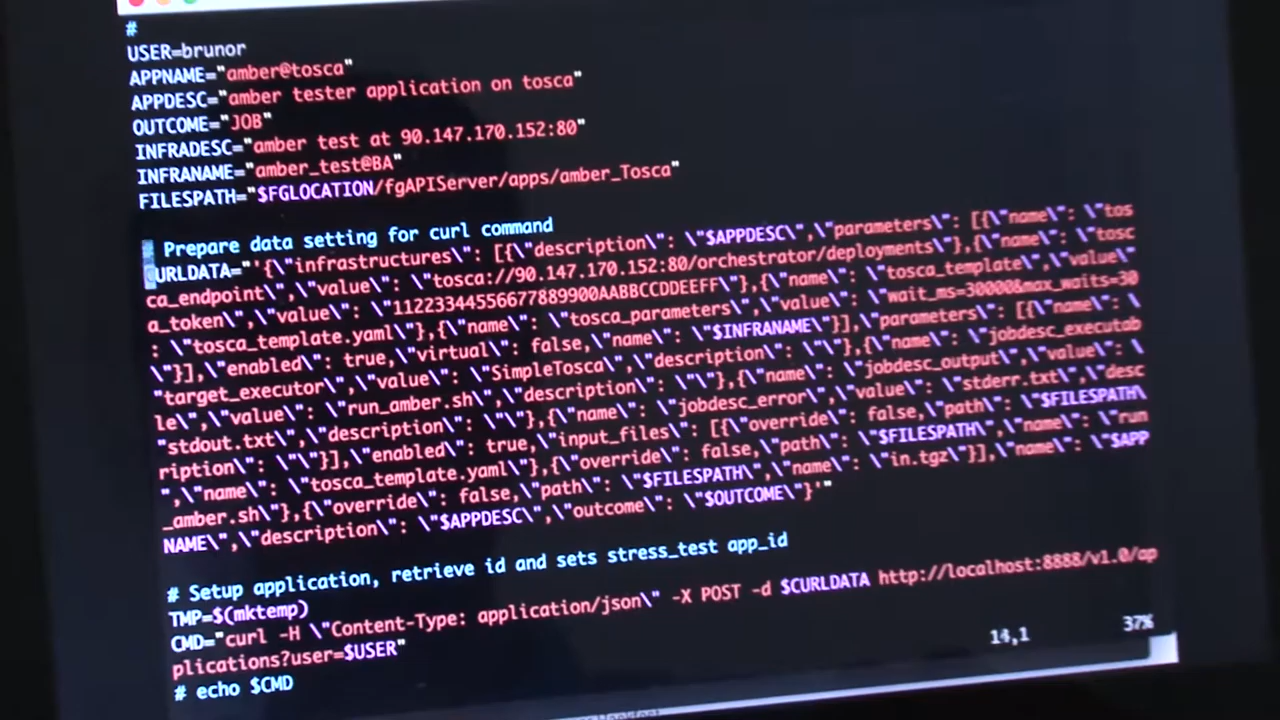 #
USER=brunor
APPNAME="amber@tosca"
APPDESC="amber tester application on tosca"
OUTCOME="JOB"
INFRADESC="amber test at 90.147.170.152:80"
INFRANAME="amber_test@BA"
FILESPATH="$FGLOCATION/fgAPIServer/apps/amber_Tosca"
# Prepare data setting for curl command
CURLDATA="'{\"infrastructures\": [{\"description\": \"$APPDESC\",\"parameters\": [{\"name\": \"tos
ca_endpoint\",\"value\": \"tosca://90.147.170.152:80/orchestrator/deployments\"},{\"name\": \"tosc
a_token\",\"value\": \"11223344556677889900AABBCCDDEEFF\"},{\"name\": \"tosca_template\",\"value\"
: \"tosca_template.yaml\"},{\"name\": \"tosca_parameters\",\"value\": \"wait_ms=30000&max_waits=30
\"}],\"enabled\": true,\"virtual\": false,\"name\": \"$INFRANAME\"}],\"parameters\": [{\"name\": \
"target_executor\",\"value\": \"SimpleTosca\",\"description\": \"\"},{\"name\": \"jobdesc_executab
le\",\"value\": \"run_amber.sh\",\"description\": \"\"},{\"name\": \"jobdesc_output\",\"value\": \
"stdout.txt\",\"description\": \"\"},{\"name\": \"jobdesc_error\",\"value\": \"stderr.txt\",\"desc
ription\": \"\"}],\"enabled\": true,\"input_files\": [{\"override\": false,\"path\": \"$FILESPATH\
",\"name\": \"tosca_template.yaml\"},{\"override\": false,\"path\": \"$FILESPATH\",\"name\": \"run
_amber.sh\"},{\"override\": false,\"path\": \"$FILESPATH\",\"name\": \"in.tgz\"}],\"name\": \"$APP
NAME\",\"description\": \"$APPDESC\",\"outcome\": \"$OUTCOME\"}'"
# Setup application, retrieve id and sets stress_test app_id
TMP=$(mktemp)
CMD="curl -H \"Content-Type: application/json\" -X POST -d $CURLDATA http://localhost:8888/v1.0/ap
plications?user=$USER"
# echo $CMD
14,1 37%